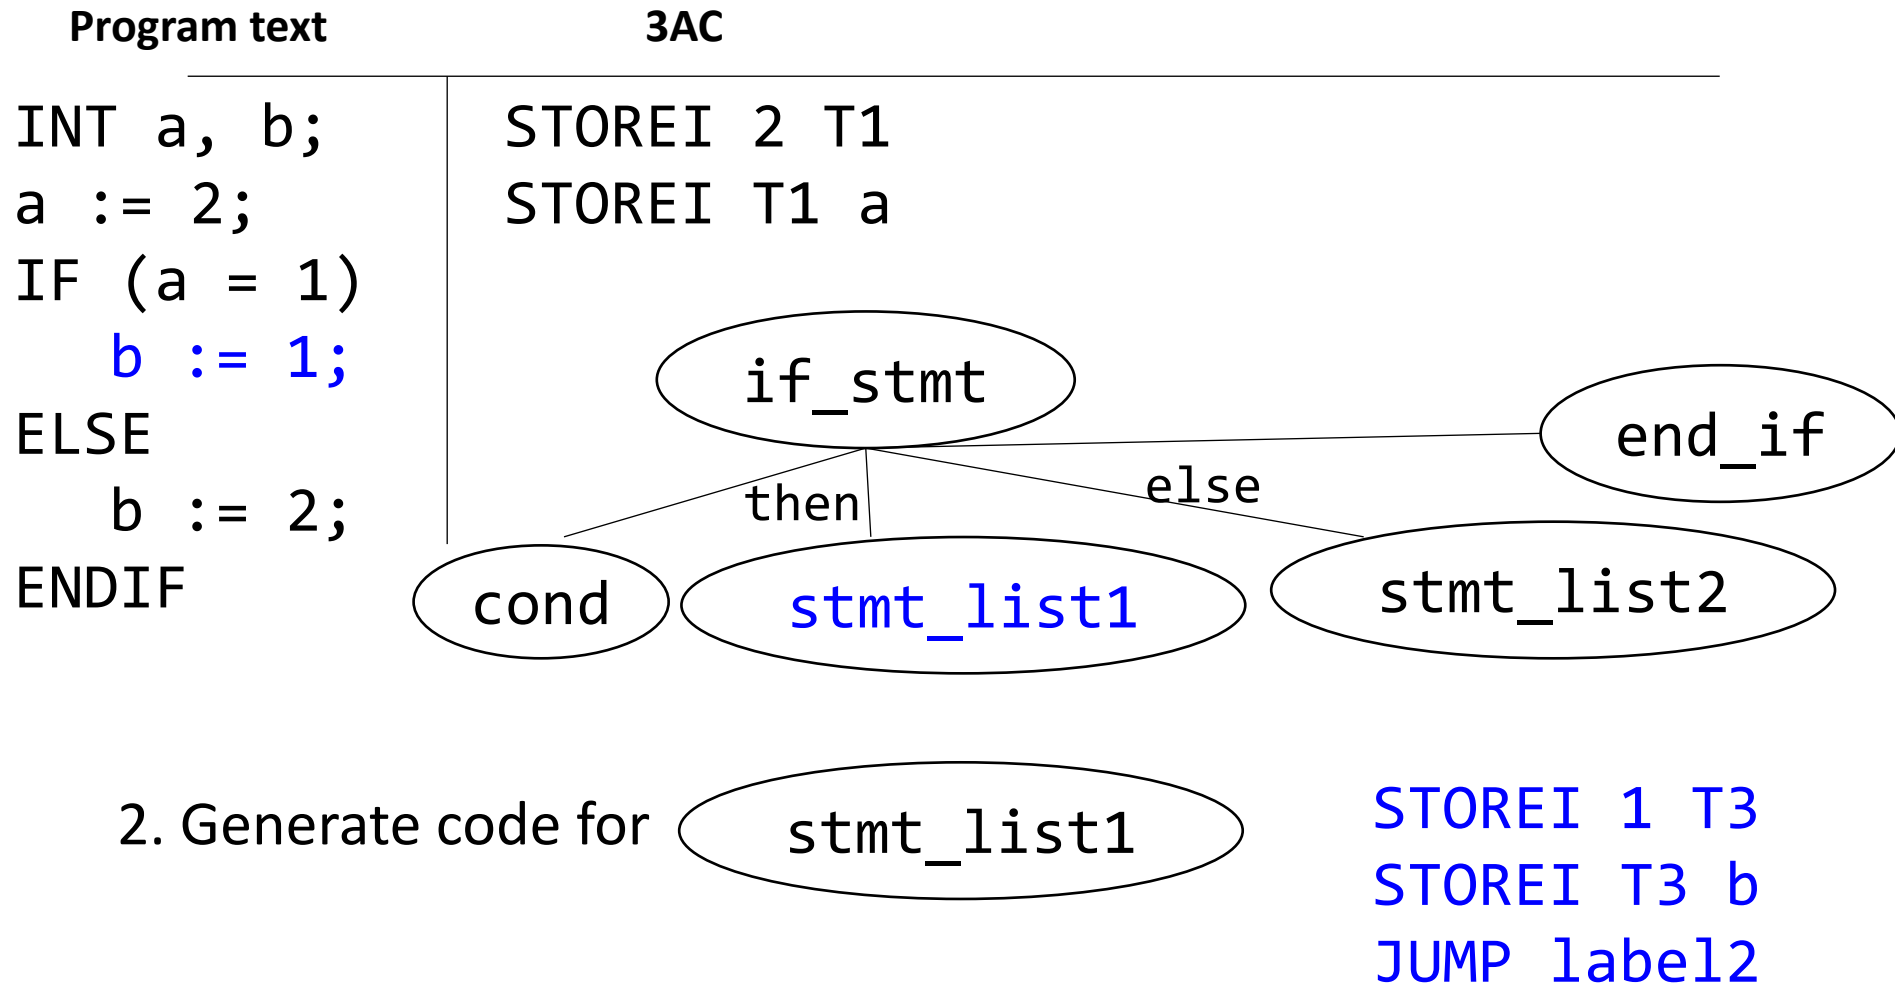 Program text
3AC
INT a, b;
a := 2;
IF (a = 1)
b := 1;
ELSE
b := 2;
ENDIF
STOREI 2 T1
STOREI T1 a
if_stmt
end_if
then
else
cond
stmt_list1
stmt_list2
2. Generate code for
stmt_list1
STOREI 1 T3
STOREI T3 b
JUMP label2